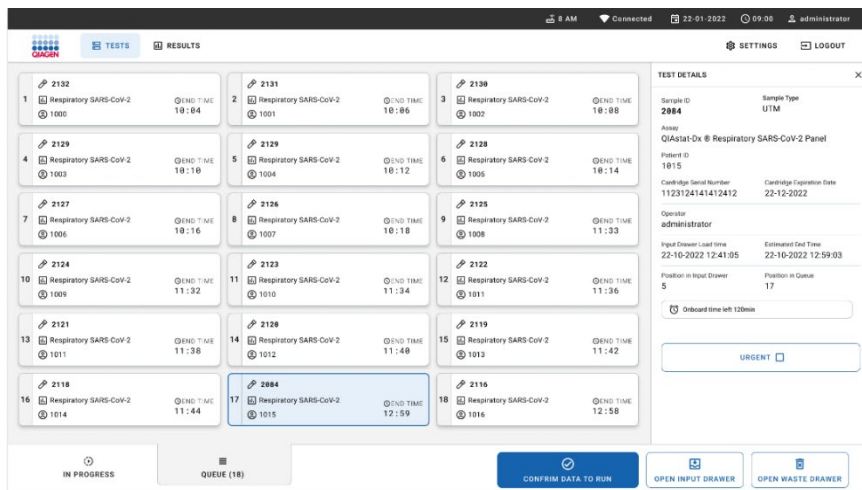 8 AM Connected 22-01-2022 09:00 administrator
QIAGEN TESTS RESULTS SETTINGS LOGOUT
1 2132 Respiratory SARS-CoV-2 1000 END TIME 10:04
2 2131 Respiratory SARS-CoV-2 1001 END TIME 10:06
3 2130 Respiratory SARS-CoV-2 1002 END TIME 10:08
4 2129 Respiratory SARS-CoV-2 1003 END TIME 10:10
5 2129 Respiratory SARS-CoV-2 1004 END TIME 10:12
6 2128 Respiratory SARS-CoV-2 1005 END TIME 10:14
7 2127 Respiratory SARS-CoV-2 1006 END TIME 10:16
8 2126 Respiratory SARS-CoV-2 1007 END TIME 10:18
9 2125 Respiratory SARS-CoV-2 1008 END TIME 11:33
10 2124 Respiratory SARS-CoV-2 1009 END TIME 11:32
11 2123 Respiratory SARS-CoV-2 1010 END TIME 11:34
12 2122 Respiratory SARS-CoV-2 1011 END TIME 11:36
13 2121 Respiratory SARS-CoV-2 1011 END TIME 11:38
14 2120 Respiratory SARS-CoV-2 1012 END TIME 11:40
15 2119 Respiratory SARS-CoV-2 1013 END TIME 11:42
16 2118 Respiratory SARS-CoV-2 1014 END TIME 11:44
17 2084 Respiratory SARS-CoV-2 1015 END TIME 12:59
18 2116 Respiratory SARS-CoV-2 1016 END TIME 12:58
TEST DETAILS
Sample ID Sample Type
2084 UTM
Assay
QIAstat-Dx ® Respiratory SARS-CoV-2 Panel
Patient ID
1015
Cardridge Serial Number Cardridge Expiration Date
1123124141412412 22-12-2022
Operator
administrator
Input Drawer Load time Estimated End Time
22-10-2022 12:41:05 22-10-2022 12:59:03
Position in Input Drawer Position in Queue
5 17
Onboard time left 120min
URGENT
IN PROGRESS QUEUE (18) CONFRIM DATA TO RUN OPEN INPUT DRAWER OPEN WASTE DRAWER